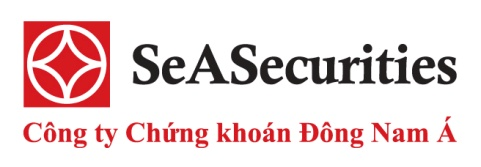 SeASecurities
Công ty Chứng khoán Đông Nam Á